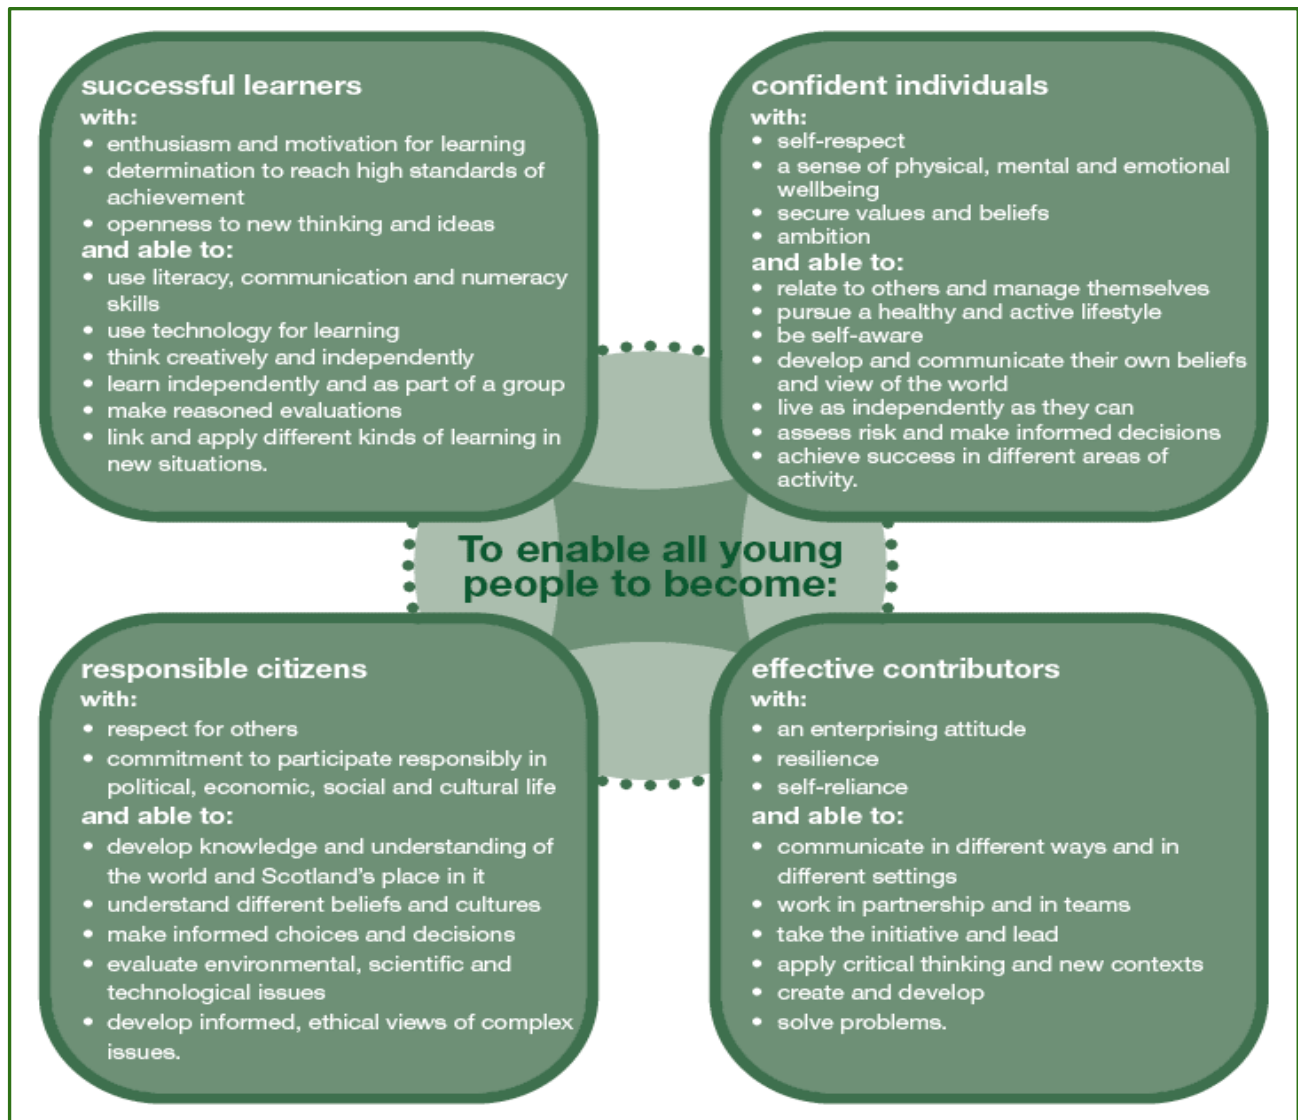 successful learners
with:
• enthusiasm and motivation for learning
• determination to reach high standards of
achievement
• openness to new thinking and ideas
and able to:
• use literacy, communication and numeracy
skills
• use technology for learning
• think creatively and independently
• learn independently and as part of a group
• make reasoned evaluations
• link and apply different kinds of learning in
new situations.
confident individuals
with:
• self-respect
• a sense of physical, mental and emotional
wellbeing
• secure values and beliefs
• ambition
and able to:
• relate to others and manage themselves
• pursue a healthy and active lifestyle
• be self-aware
• develop and communicate their own beliefs
and view of the world
• live as independently as they can
• assess risk and make informed decisions
• achieve success in different areas of
activity.
To enable all young
people to become:
responsible citizens
with:
• respect for others
• commitment to participate responsibly in
political, economic, social and cultural life
and able to:
• develop knowledge and understanding of
the world and Scotland's place in it
• understand different beliefs and cultures
• make informed choices and decisions
• evaluate environmental, scientific and
technological issues
• develop informed, ethical views of complex
issues.
effective contributors
with:
• an enterprising attitude
• resilience
• self-reliance
and able to:
• communicate in different ways and in
different settings
• work in partnership and in teams
• take the initiative and lead
• apply critical thinking and new contexts
• create and develop
• solve problems.